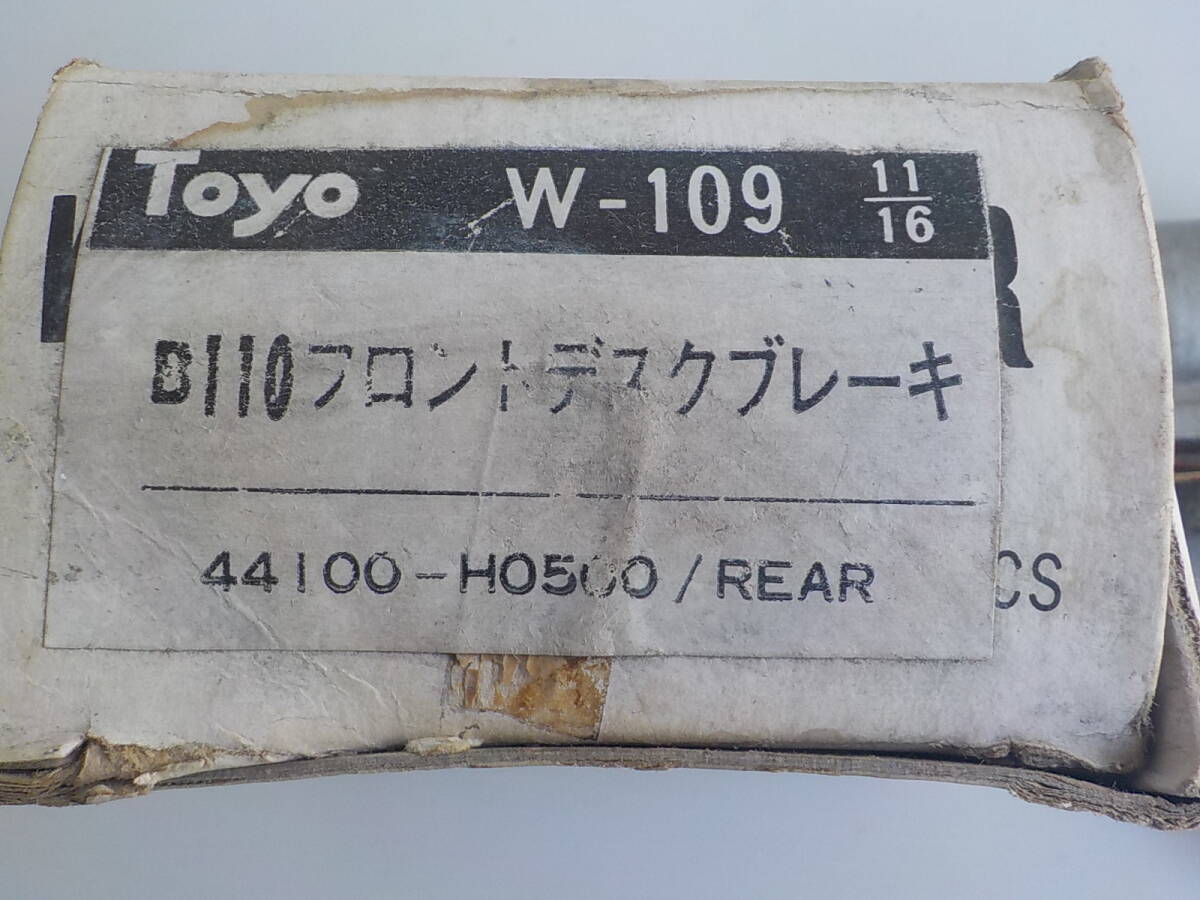 Toyo W-109 11/16
R
B110フロントデスクブレーキ
44100-H0500/REAR
CS